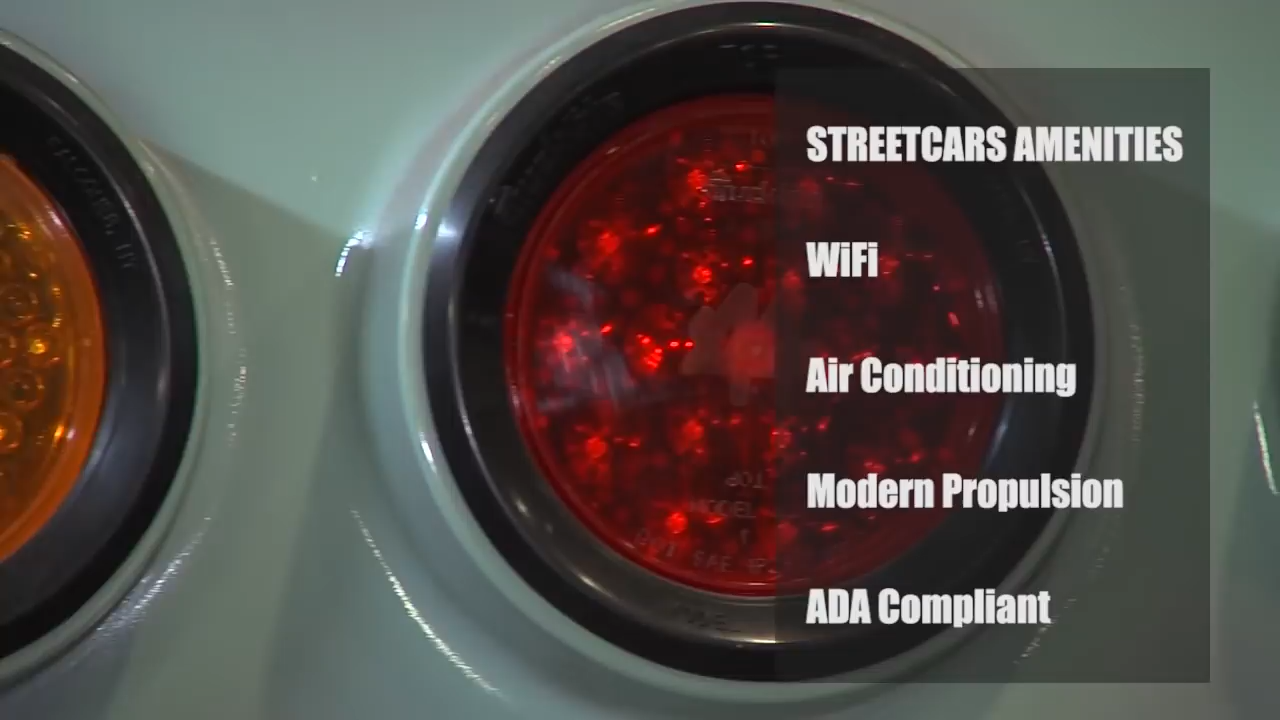 STREETCARS AMENITIES
WiFi
Air Conditioning
Modern Propulsion
ADA Compliant